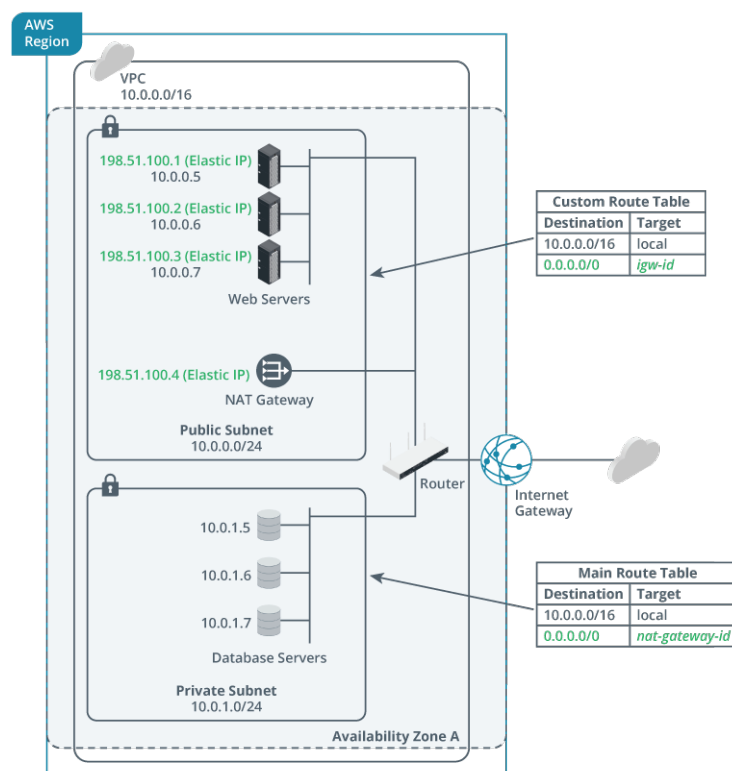 AWS
Region
VPC
10.0.0.0/16
198.51.100.1 (Elastic IP)
10.0.0.5
198.51.100.2 (Elastic IP)
10.0.0.6
198.51.100.3 (Elastic IP)
10.0.0.7
Web Servers
198.51.100.4 (Elastic IP)
NAT Gateway
Public Subnet
10.0.0.0/24
Custom Route Table
Destination Target
10.0.0.0/16 local
0.0.0.0/0 igw-id
Router
Internet
Gateway
10.0.1.5
10.0.1.6
10.0.1.7
Database Servers
Private Subnet
10.0.1.0/24
Main Route Table
Destination Target
10.0.0.0/16 local
0.0.0.0/0 nat-gateway-id
Availability Zone A